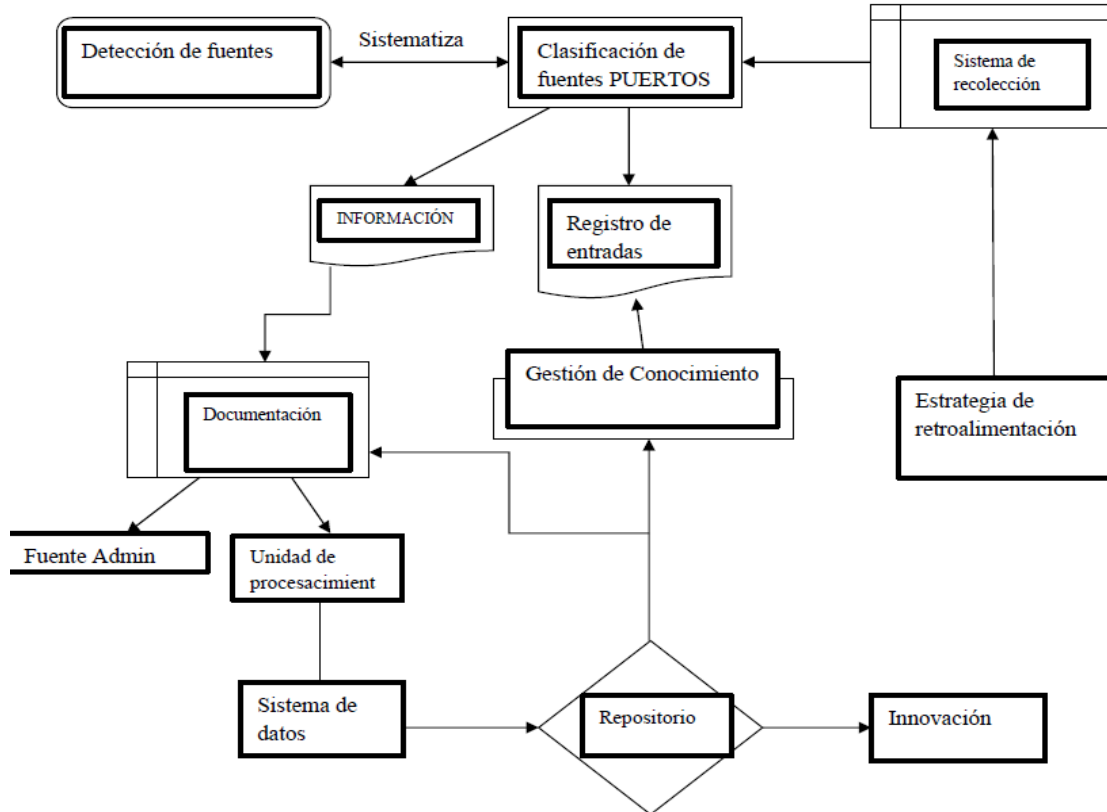 Detección de fuentes
Sistematiza
Clasificación de
fuentes PUERTOS
Sistema de
recolección
INFORMACIÓN
Registro de
entradas
Gestión de Conocimiento
Estrategia de
retroalimentación
Documentación
Fuente Admin
Unidad de
procesacimient
Sistema de
datos
Repositorio
Innovación